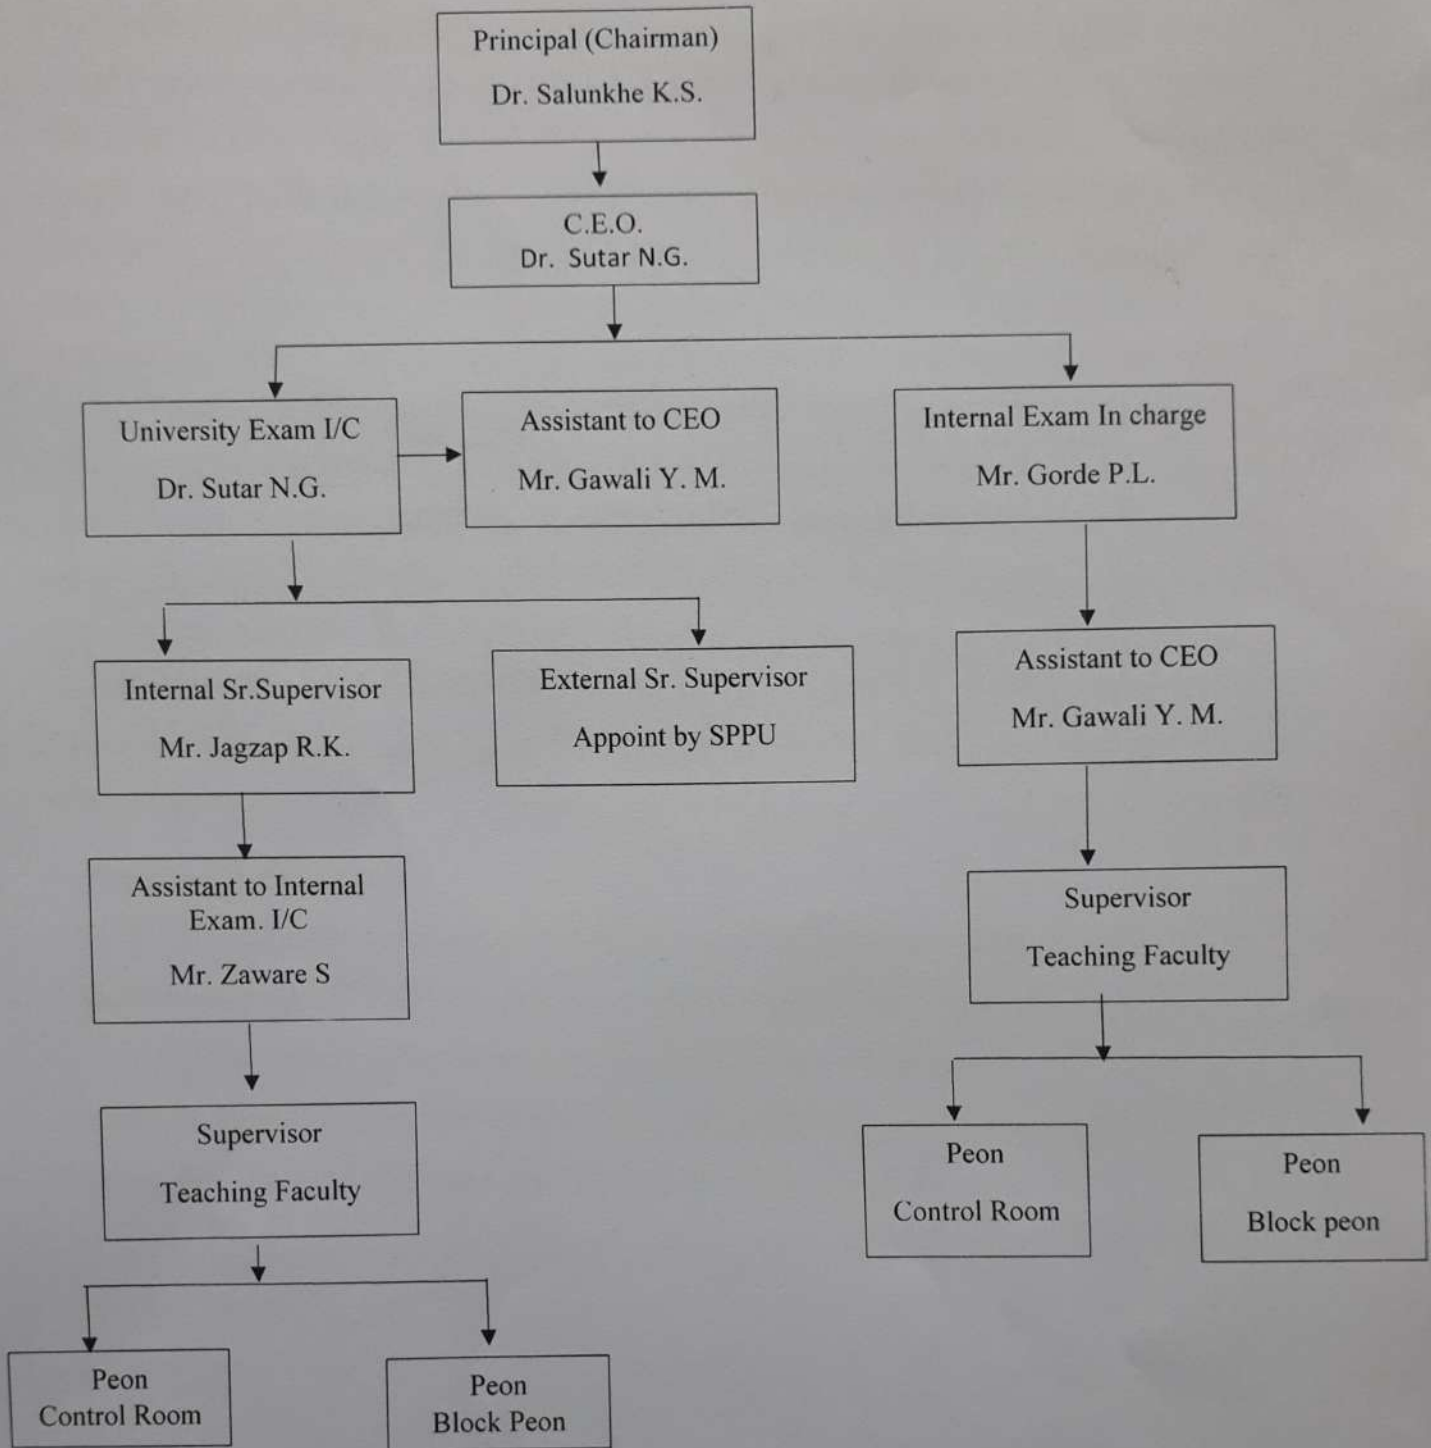 Principal (Chairman)
Dr. Salunkhe K.S.
C.E.O.
Dr. Sutar N.G.
University Exam I/C
Dr. Sutar N.G.
Assistant to CEO
Mr. Gawali Y. M.
Internal Exam In charge
Mr. Gorde P.L.
Internal Sr.Supervisor
Mr. Jagzap R.K.
External Sr. Supervisor
Appoint by SPPU
Assistant to CEO
Mr. Gawali Y. M.
Assistant to Internal
Exam. I/C
Mr. Zaware S
Supervisor
Teaching Faculty
Supervisor
Teaching Faculty
Peon
Control Room
Peon
Block peon
Peon
Control Room
Peon
Block Peon